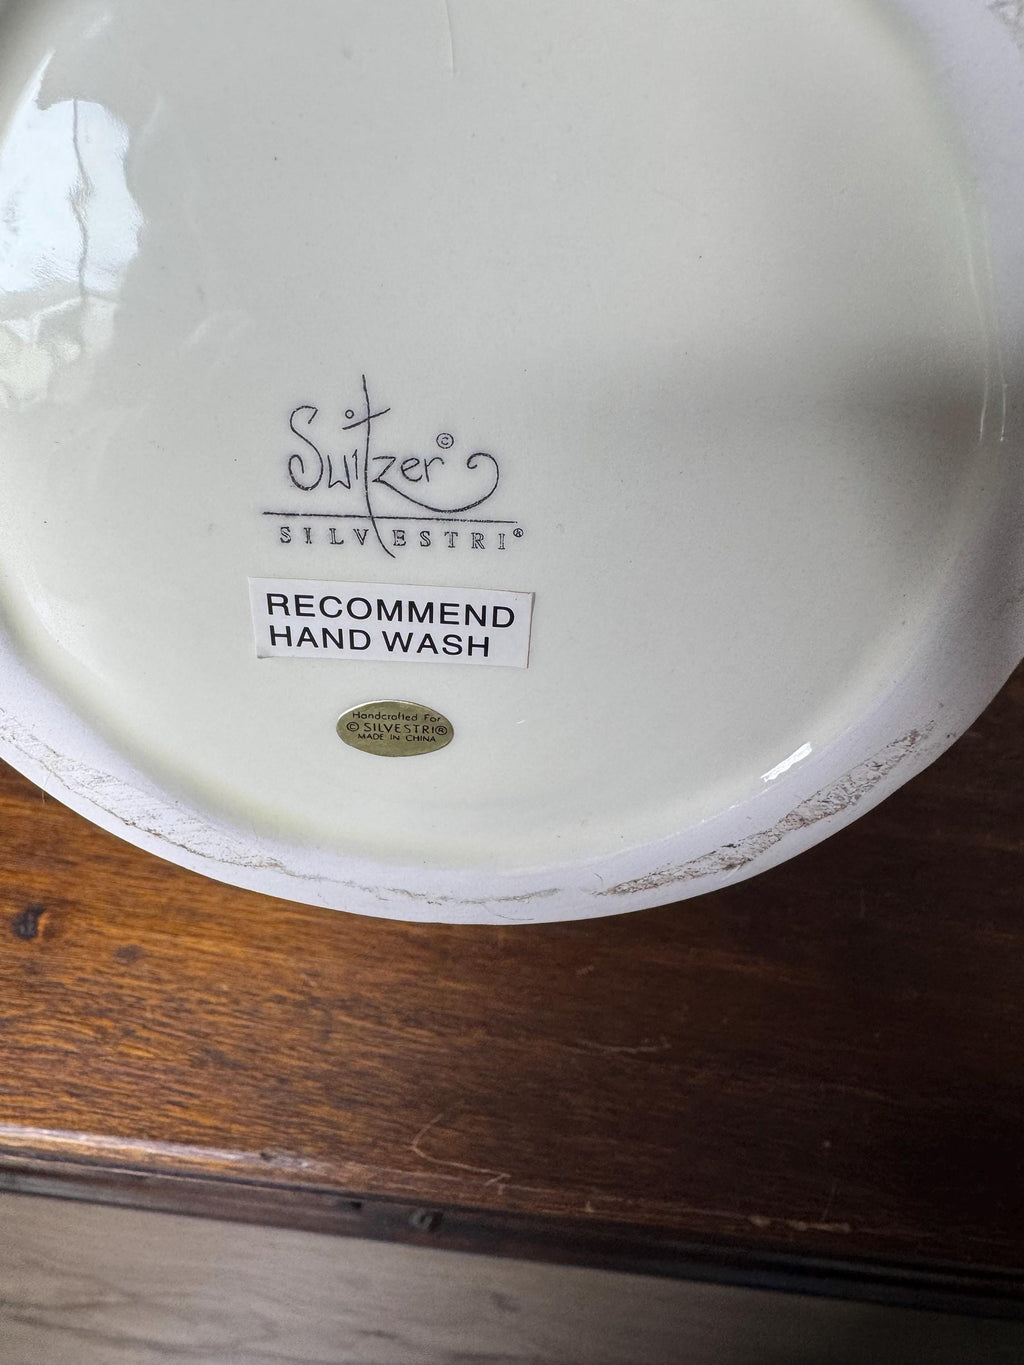 Switzer©
SILVESTRI®
RECOMMEND
HAND WASH
Handcrafted For
© SILVESTRI®
MADE IN CHINA